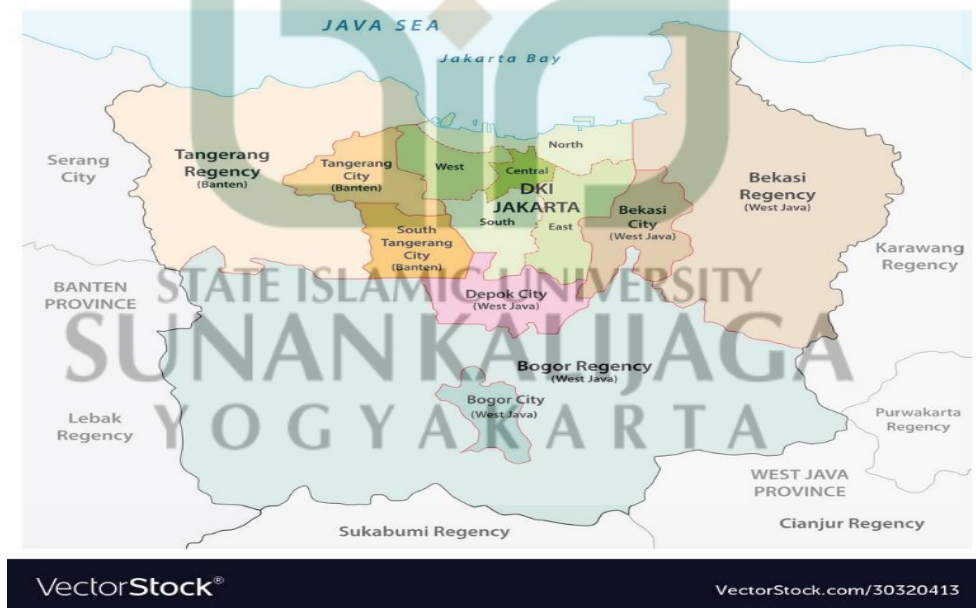 JAVA SEA
Jakarta Bay
Serang
City
Tangerang
Regency
(Banten)
Tangerang
City
(Banten)
West
Central
North
DKI
JAKARTA
South
East
South
Tangerang
City
(Banten)
Bekasi
City
(West Java)
Bekasi
Regency
(West Java)
Karawang
Regency
BANTEN
PROVINCE
STATE ISLAMIC UNIVERSITY
SUNAN KALIJAGA
YOGYAKARTA
Depok City
(West Java)
Bogor Regency
(West Java)
Bogor City
(West Java)
Lebak
Regency
Purwakarta
Regency
WEST JAVA
PROVINCE
Sukabumi Regency
Cianjur Regency
VectorStock®
VectorStock.com/30320413